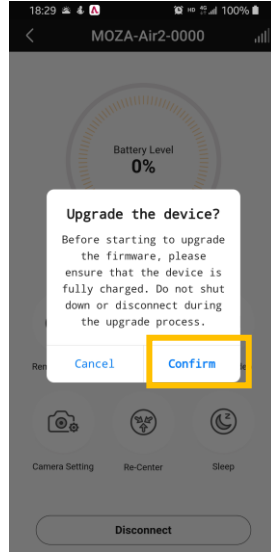 18:29 100%
MOZA-Air2-0000
Battery Level
0%
Upgrade the device?
Before starting to upgrade
the firmware, please
ensure that the device is
fully charged. Do not shut
down or disconnect during
the upgrade process.
Cancel Confirm
Camera Setting Re-Center Sleep
Disconnect